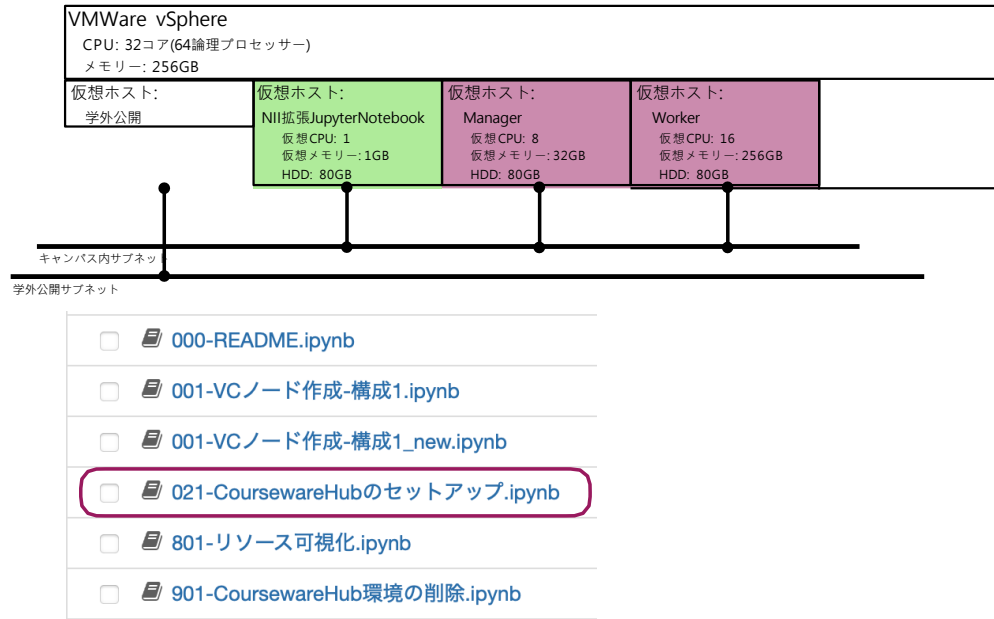 VMWare vSphere
CPU: 32コア(64論理プロセッサー)
メモリー: 256GB
仮想ホスト:
学外公開
仮想ホスト:
NII拡張JupyterNotebook
仮想CPU: 1
仮想メモリー: 1GB
HDD: 80GB
仮想ホスト:
Manager
仮想CPU: 8
仮想メモリー: 32GB
HDD: 80GB
仮想ホスト:
Worker
仮想CPU: 16
仮想メモリー: 256GB
HDD: 80GB
キャンパス内サブネット
学外公開サブネット
000-README.ipynb
001-VCノード作成-構成1.ipynb
001-VCノード作成-構成1_new.ipynb
021-CoursewareHubのセットアップ.ipynb
801-リソース可視化.ipynb
901-CoursewareHub環境の削除.ipynb